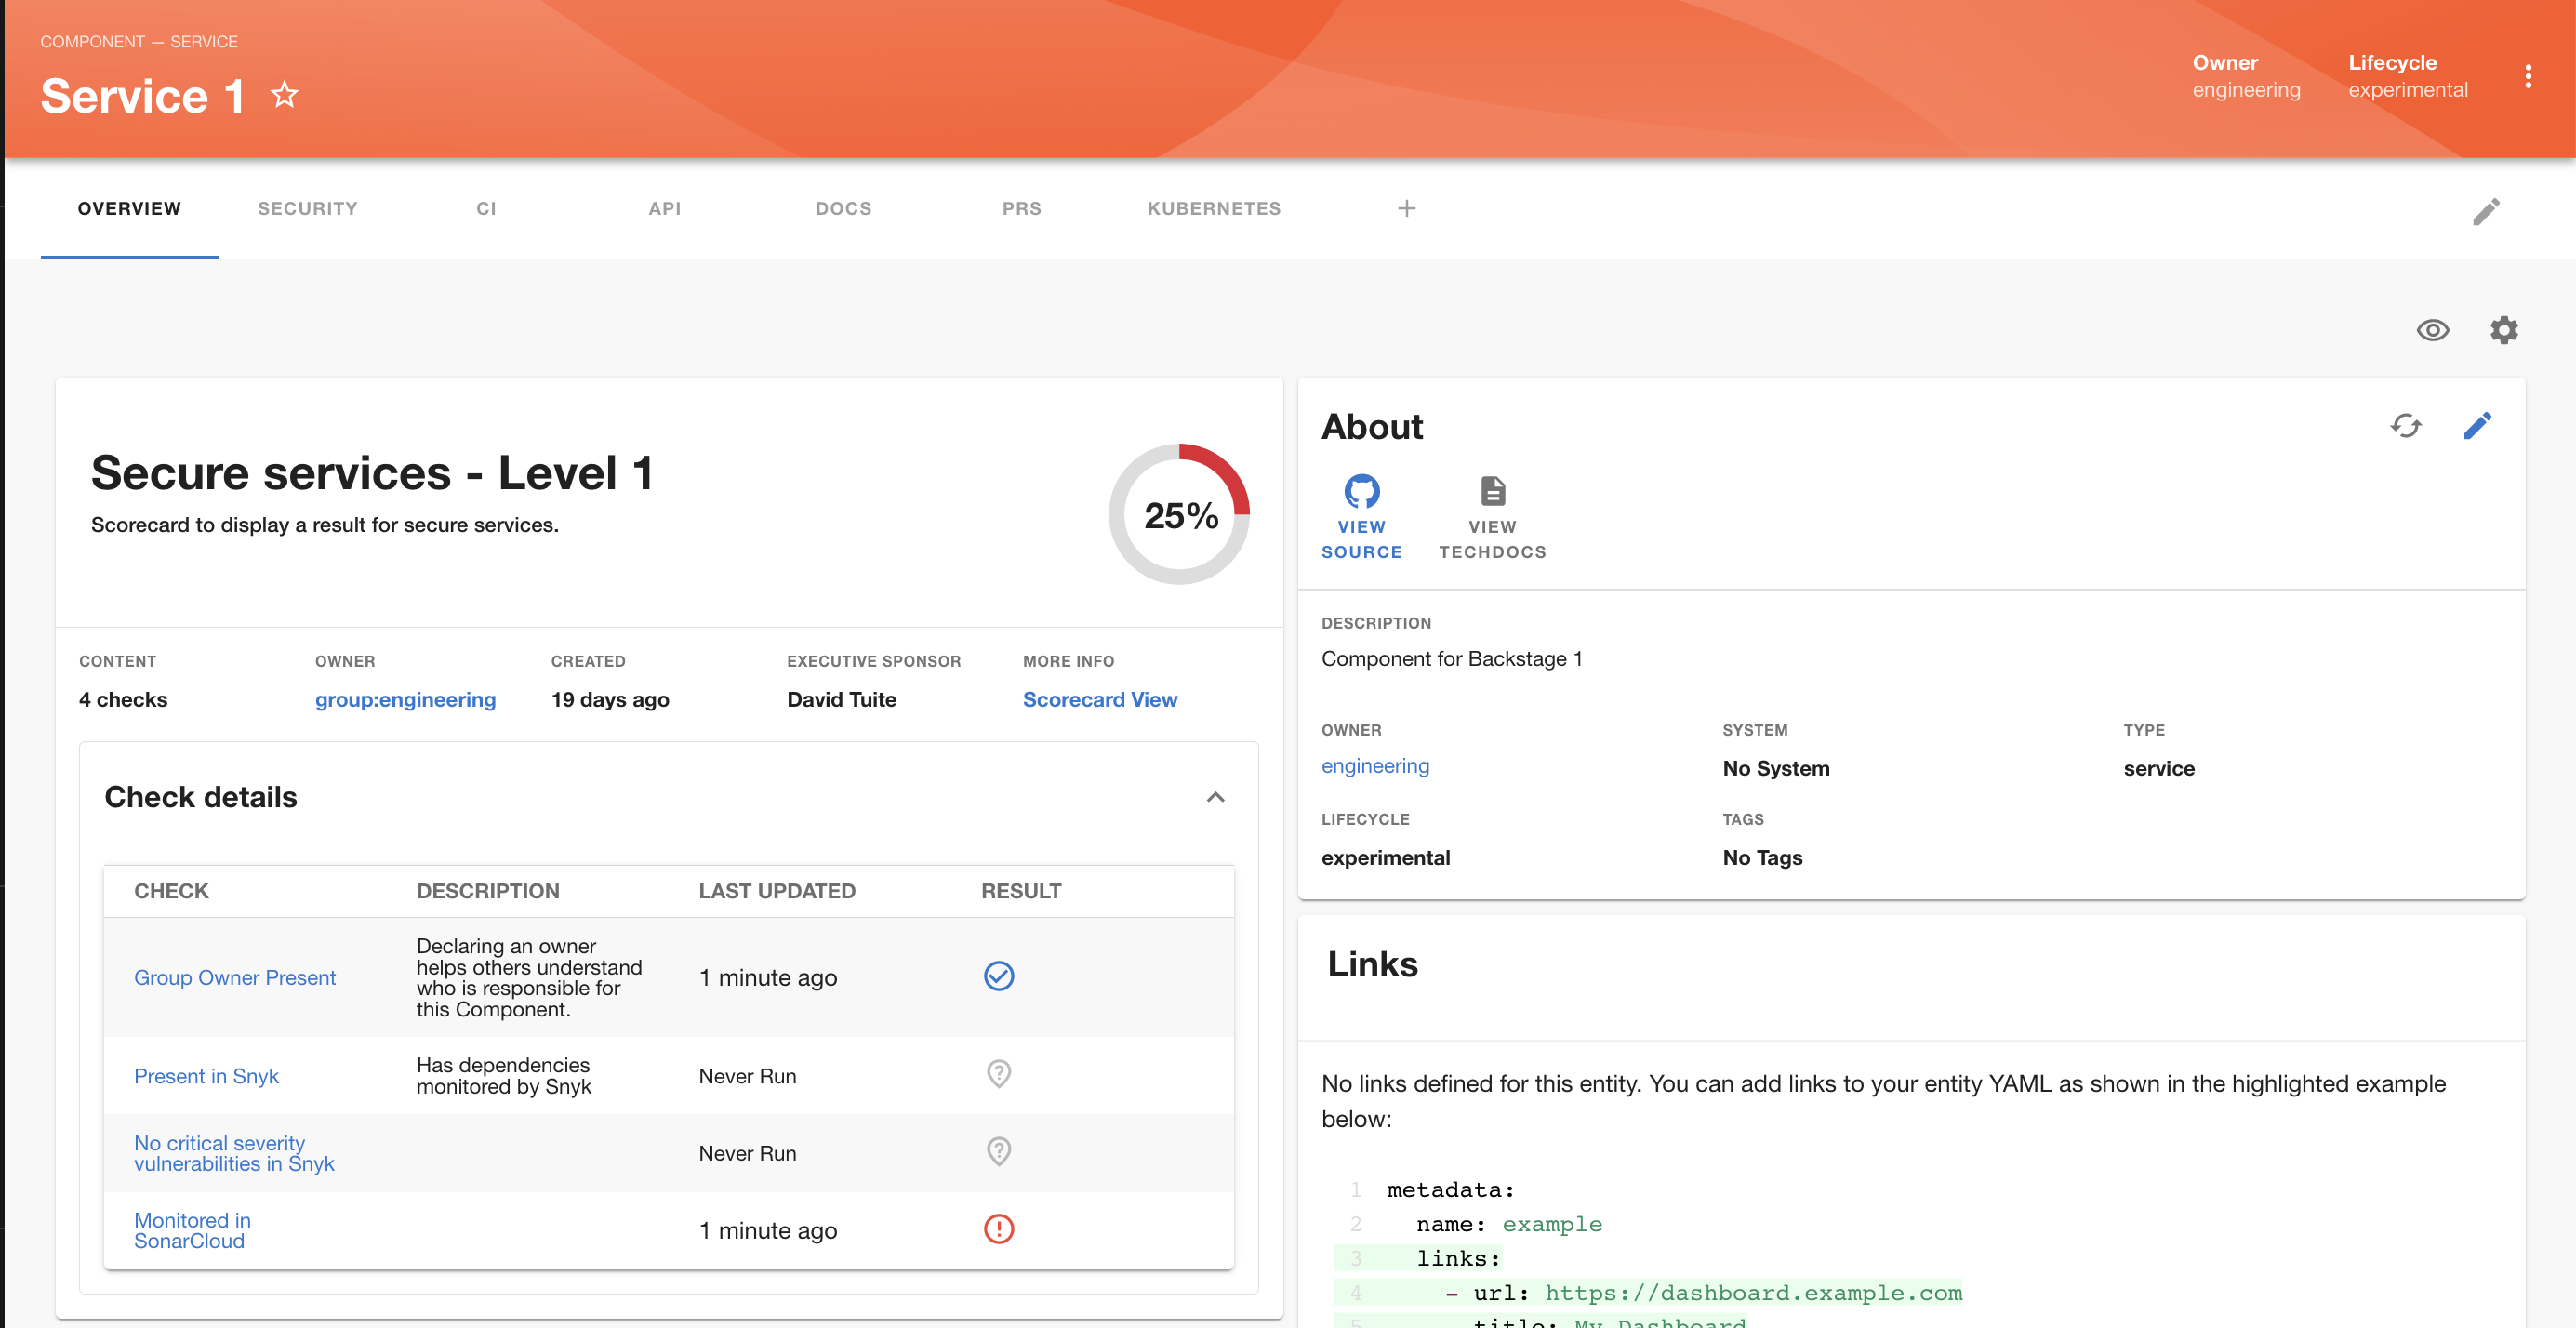 COMPONENT — SERVICE
Service 1
Owner
engineering
Lifecycle
experimental
OVERVIEW
SECURITY
CI
API
DOCS
PRS
KUBERNETES
+
Secure services - Level 1
Scorecard to display a result for secure services.
25%
CONTENT
4 checks
OWNER
group:engineering
CREATED
19 days ago
EXECUTIVE SPONSOR
David Tuite
MORE INFO
Scorecard View
Check details
CHECK DESCRIPTION LAST UPDATED RESULT
Group Owner Present
Declaring an owner
helps others understand
who is responsible for
this Component.
1 minute ago
Present in Snyk
Has dependencies
monitored by Snyk
Never Run
No critical severity
vulnerabilities in Snyk
Never Run
Monitored in
SonarCloud
1 minute ago
About
VIEW
SOURCE
VIEW
TECHDOCS
DESCRIPTION
Component for Backstage 1
OWNER
engineering
SYSTEM
No System
TYPE
service
LIFECYCLE
experimental
TAGS
No Tags
Links
No links defined for this entity. You can add links to your entity YAML as shown in the highlighted example
below:
1 metadata:
2 name: example
3 links:
4 - url: https://dashboard.example.com
5 title: My Dashboard